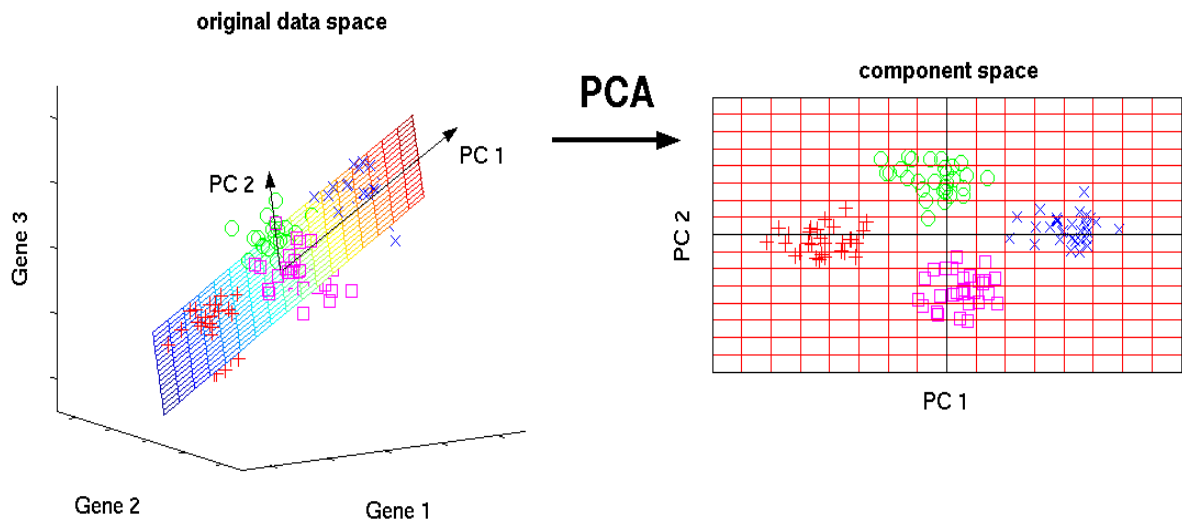 original data space
PCA
component space
PC 1
PC 2
Gene 3
Gene 2
Gene 1
PC 2
PC 1